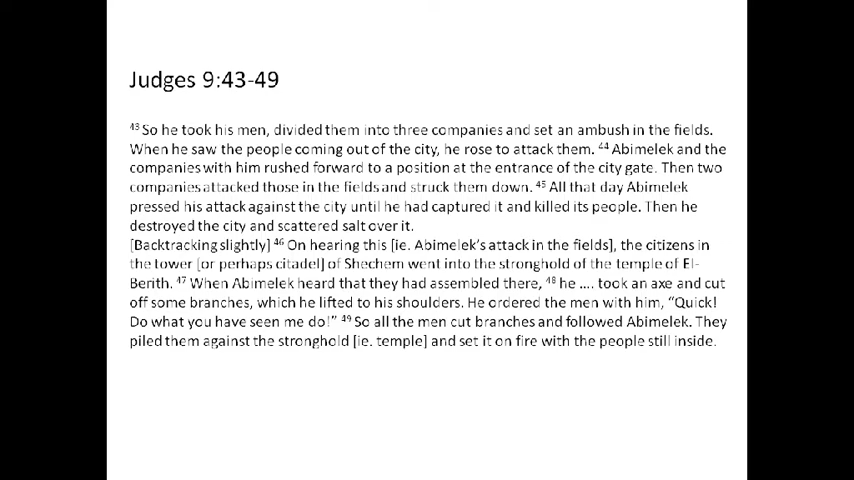 Judges 9:43-49
43 So he took his men, divided them into three companies and set an ambush in the fields.
When he saw the people coming out of the city, he rose to attack them. 44 Abimelek and the
companies with him rushed forward to a position at the entrance of the city gate. Then two
companies attacked those in the fields and struck them down. 45 All that day Abimelek
pressed his attack against the city until he had captured it and killed its people. Then he
destroyed the city and scattered salt over it.
[Backtracking slightly] 46 On hearing this [ie. Abimelek's attack in the fields], the citizens in
the tower [or perhaps citadel] of Shechem went into the stronghold of the temple of El-
Berith. 47 When Abimelek heard that they had assembled there, 48 he .... took an axe and cut
off some branches, which he lifted to his shoulders. He ordered the men with him, “Quick!
Do what you have seen me do!” 49 So all the men cut branches and followed Abimelek. They
piled them against the stronghold [ie. temple] and set it on fire with the people still inside.